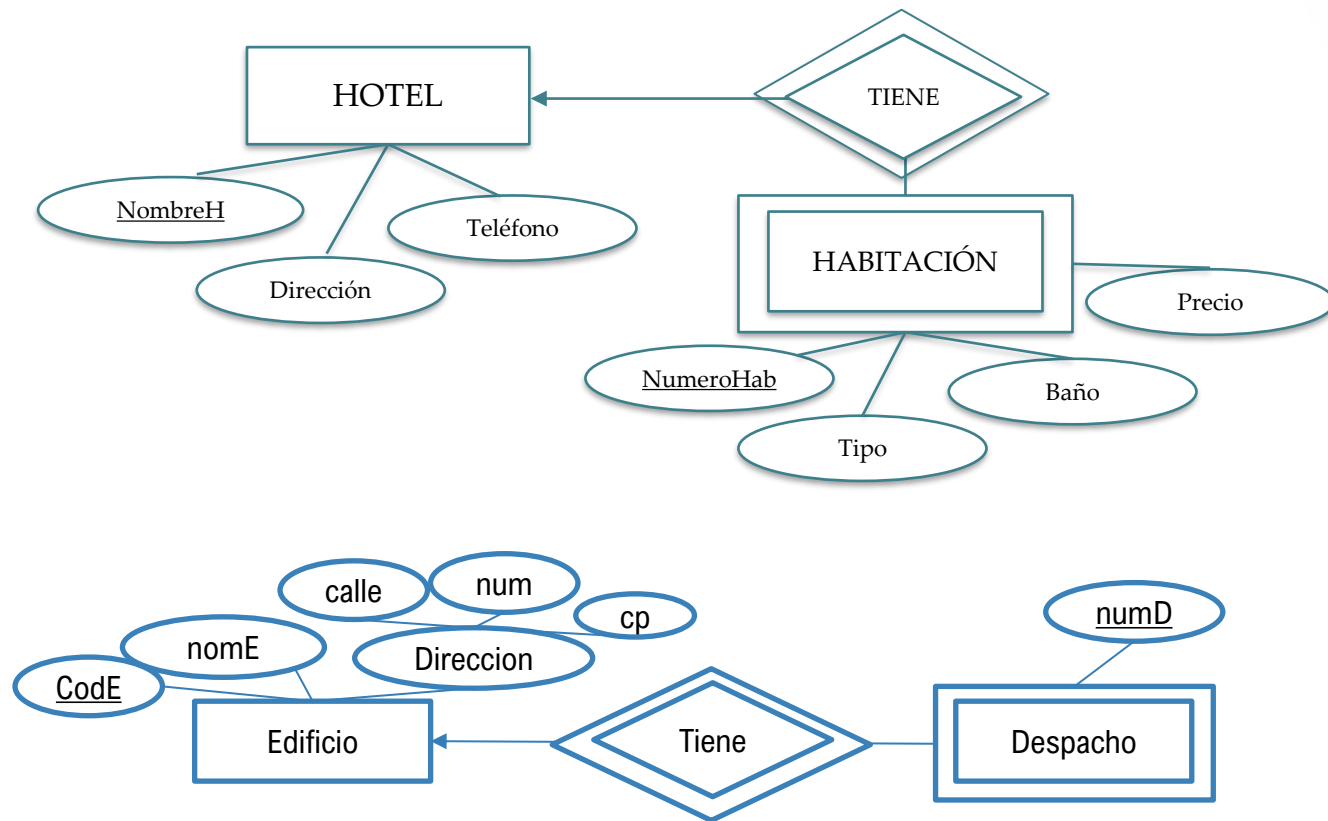 HOTEL
TIENE
NombreH
Teléfono
Dirección
HABITACIÓN
Precio
NumeroHab
Baño
Tipo
calle
num
cp
numD
nomE
Direccion
CodE
Edificio
Tiene
Despacho